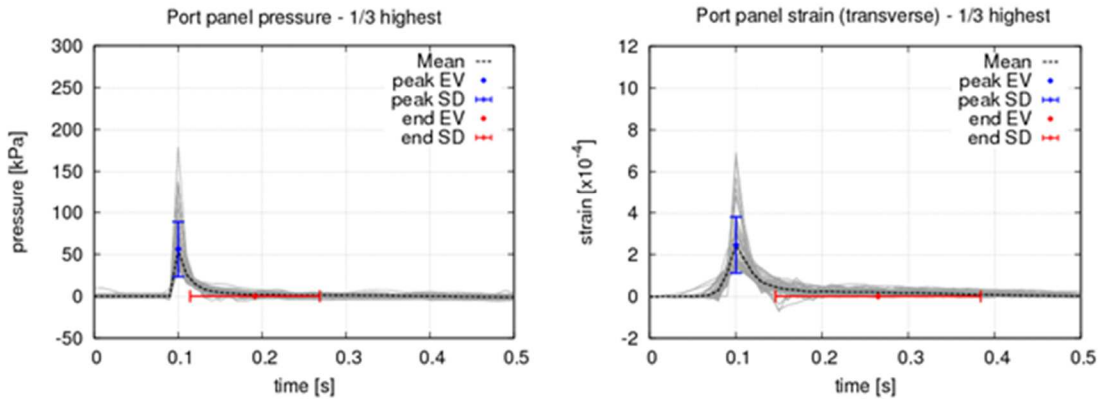 Port panel pressure - 1/3 highest
300
250
200
150
100
50
0
-50
pressure [kPa]
0
0.1
0.2
0.3
0.4
0.5
time [s]
Mean
peak EV
peak SD
end EV
end SD
Port panel strain (transverse) - 1/3 highest
12
10
8
6
4
2
0
-2
strain [x10⁻⁴]
0
0.1
0.2
0.3
0.4
0.5
time [s]
Mean
peak EV
peak SD
end EV
end SD